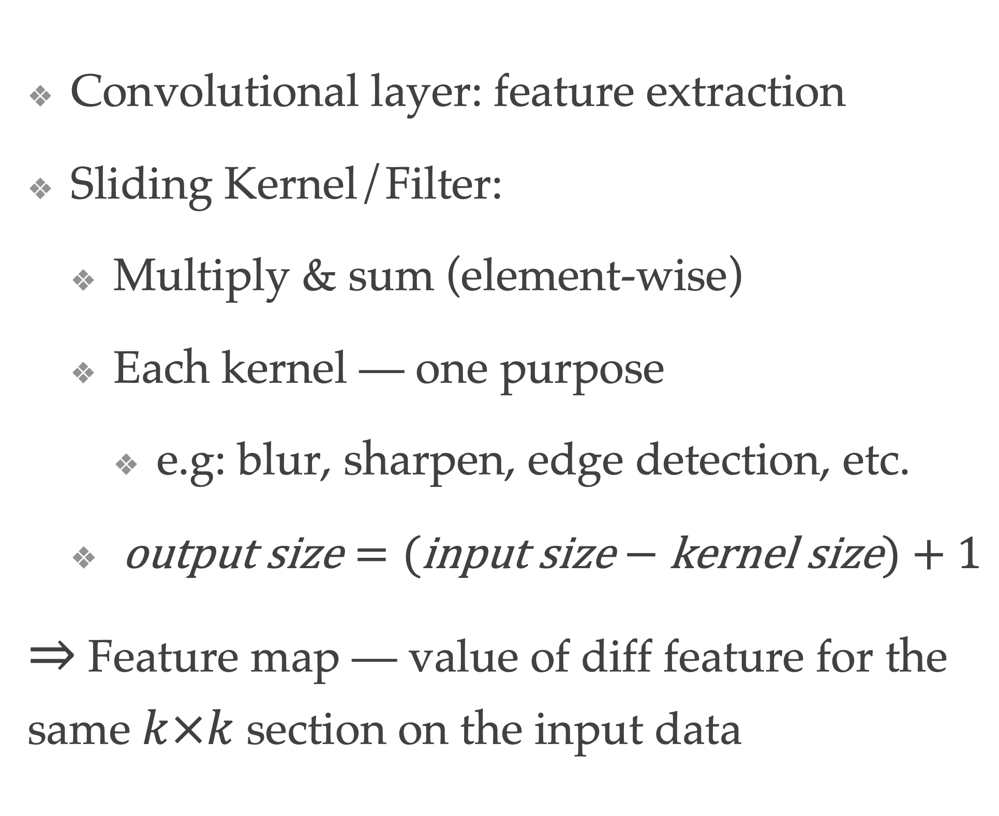 ❖ Convolutional layer: feature extraction
❖ Sliding Kernel/Filter:
❖ Multiply & sum (element-wise)
❖ Each kernel — one purpose
❖ e.g: blur, sharpen, edge detection, etc.
❖ output size = (input size − kernel size) + 1
⇒ Feature map — value of diff feature for the
same k×k section on the input data